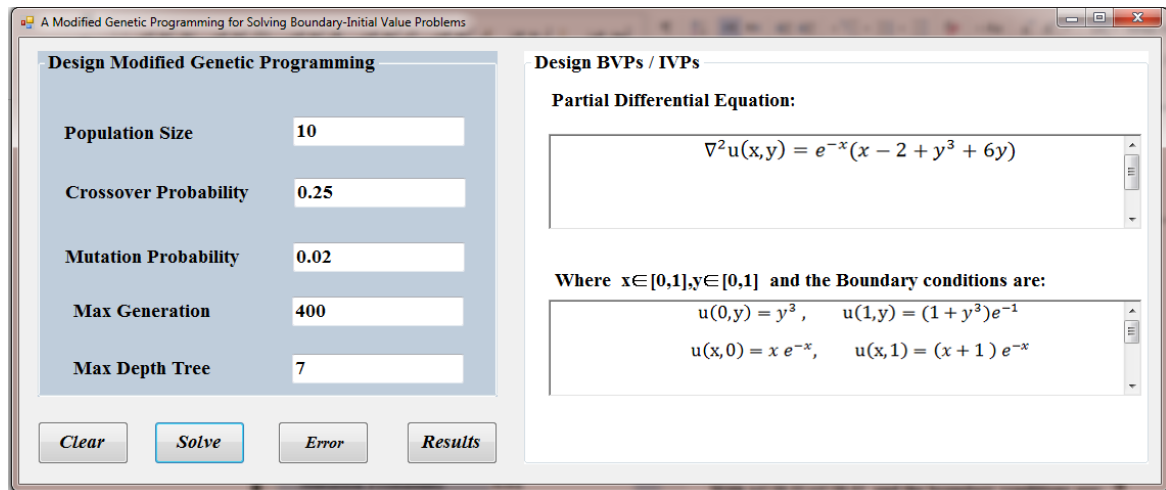 A Modified Genetic Programming for Solving Boundary-Initial Value Problems
Design Modified Genetic Programming
Population Size 10
Crossover Probability 0.25
Mutation Probability 0.02
Max Generation 400
Max Depth Tree 7
Clear Solve Error Results
Design BVPs / IVPs
Partial Differential Equation:
∇²u(x,y) = e⁻ˣ(x − 2 + y³ + 6y)
Where x∈[0,1],y∈[0,1] and the Boundary conditions are:
u(0,y) = y³ , u(1,y) = (1 + y³)e⁻¹
u(x,0) = x e⁻ˣ, u(x,1) = (x + 1 ) e⁻ˣ